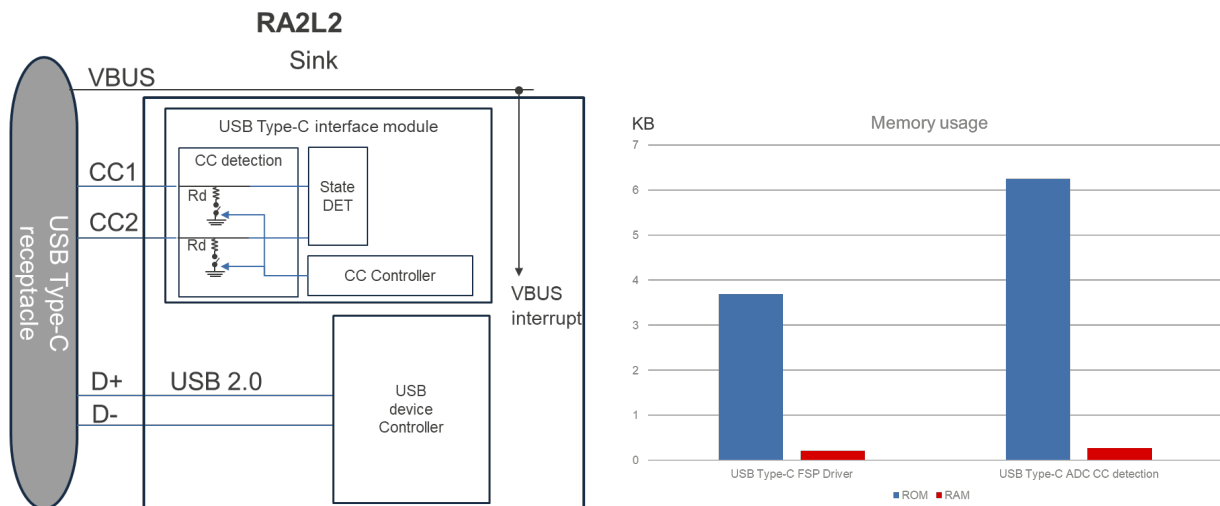 RA2L2
Sink
VBUS
USB Type-C interface module
CC detection
CC1
Rd
State
DET
CC2
Rd
CC Controller
VBUS
interrupt
USB Type-C
receptacle
D+
USB 2.0
D-
USB
device
Controller
KB
Memory usage
7
6
5
4
3
2
1
0
USB Type-C FSP Driver
USB Type-C ADC CC detection
ROM
RAM